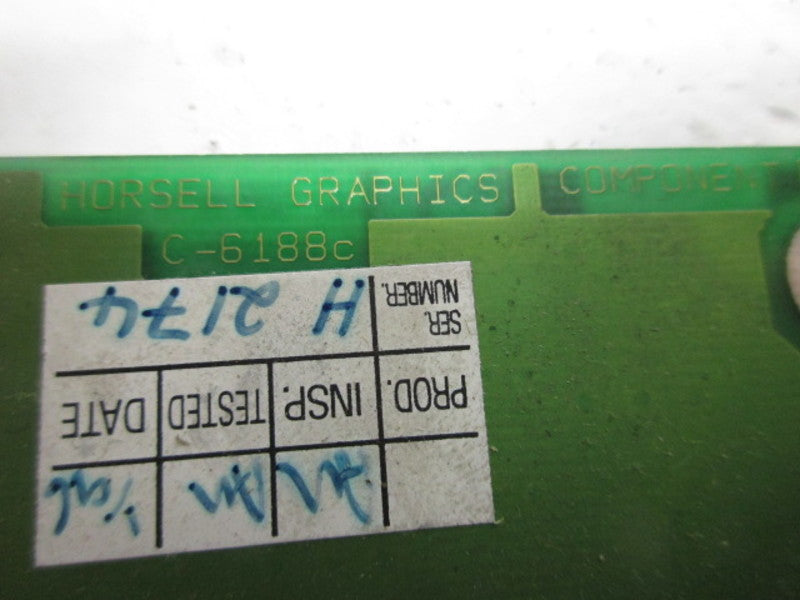 HORSELL GRAPHICS COMPONENT
C-6188c
SER. NUMBER. H 2174
PROD. INSP. TESTED DATE